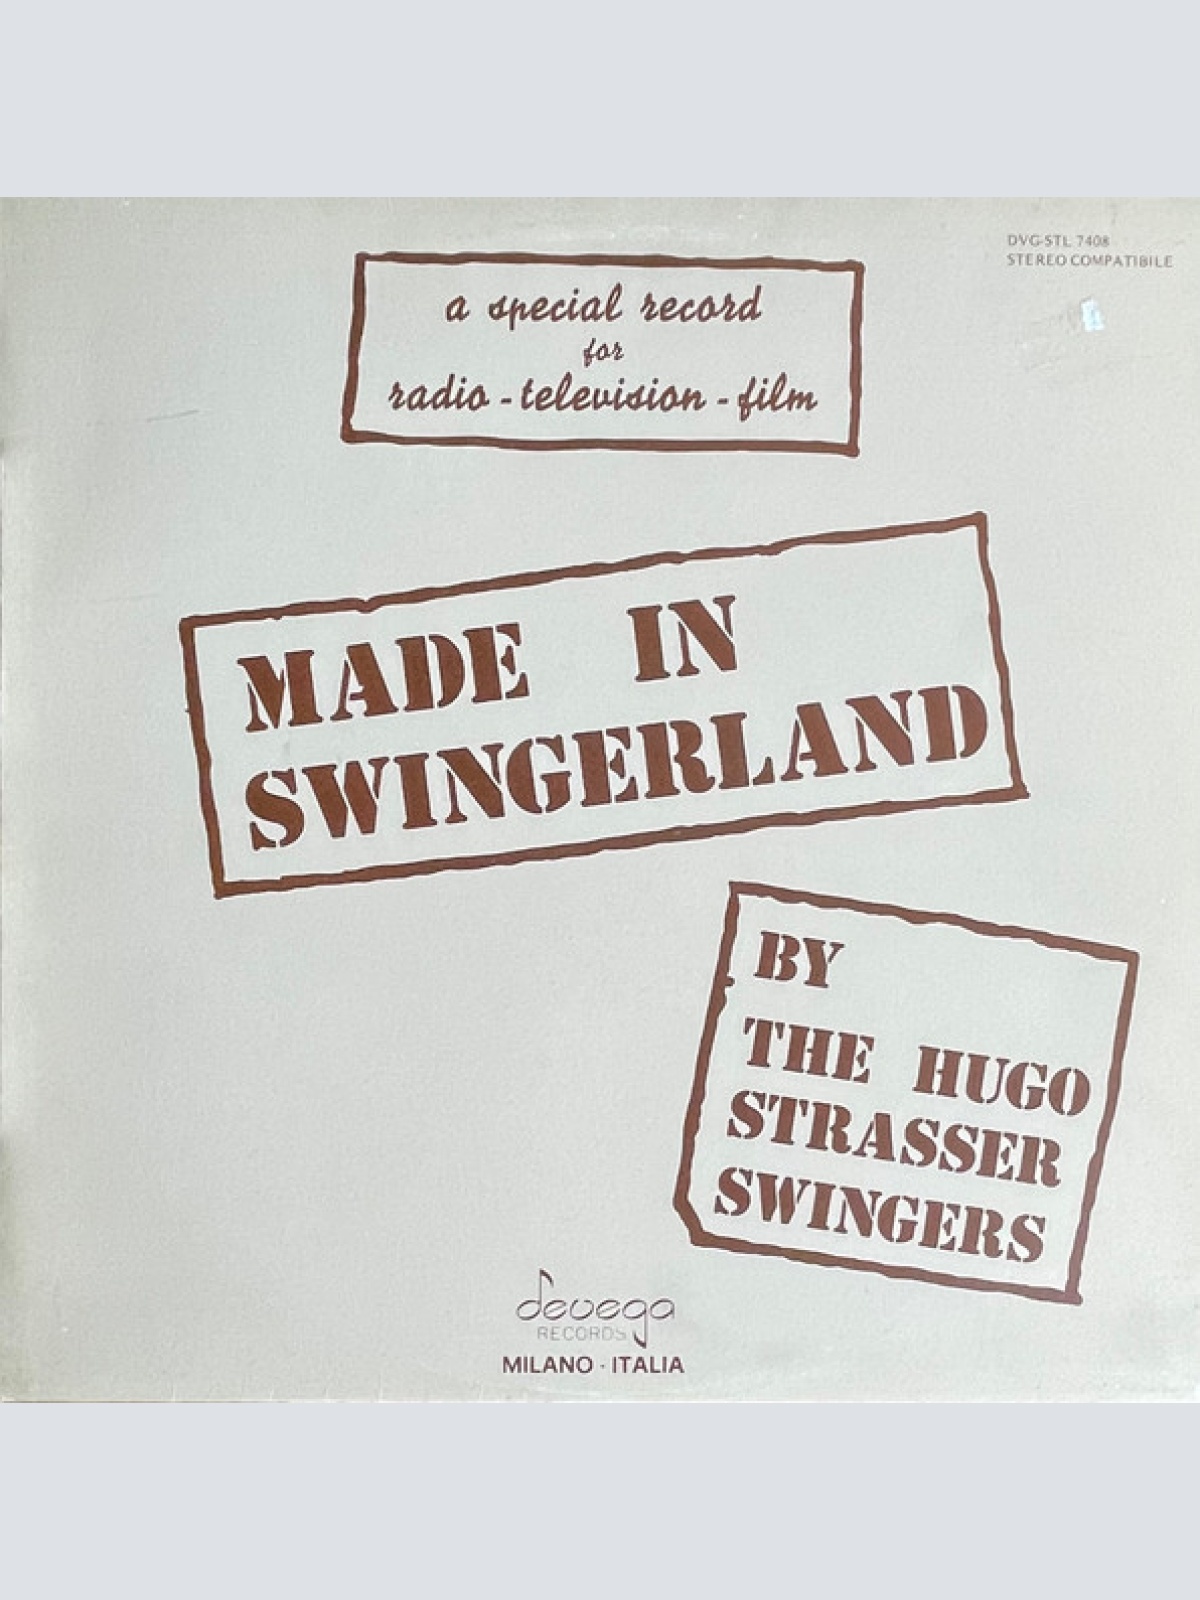 DVG-STL 7408
STEREO COMPATIBILE
a special record
for
radio - television - film
MADE IN
SWINGERLAND
BY
THE HUGO
STRASSER
SWINGERS
devega
RECORDS
MILANO · ITALIA